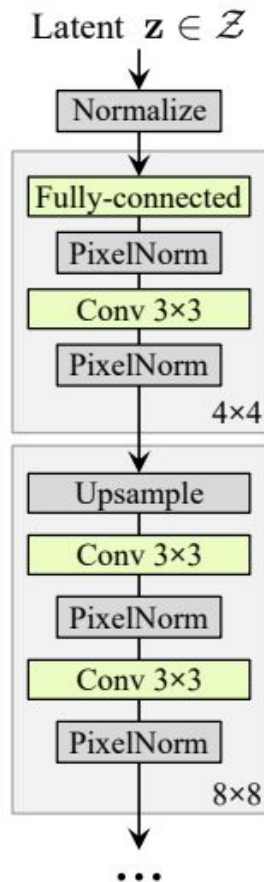 Latent z ∈ 𝒵
Normalize
Fully-connected
PixelNorm
Conv 3×3
PixelNorm
4×4
Upsample
Conv 3×3
PixelNorm
Conv 3×3
PixelNorm
8×8
...